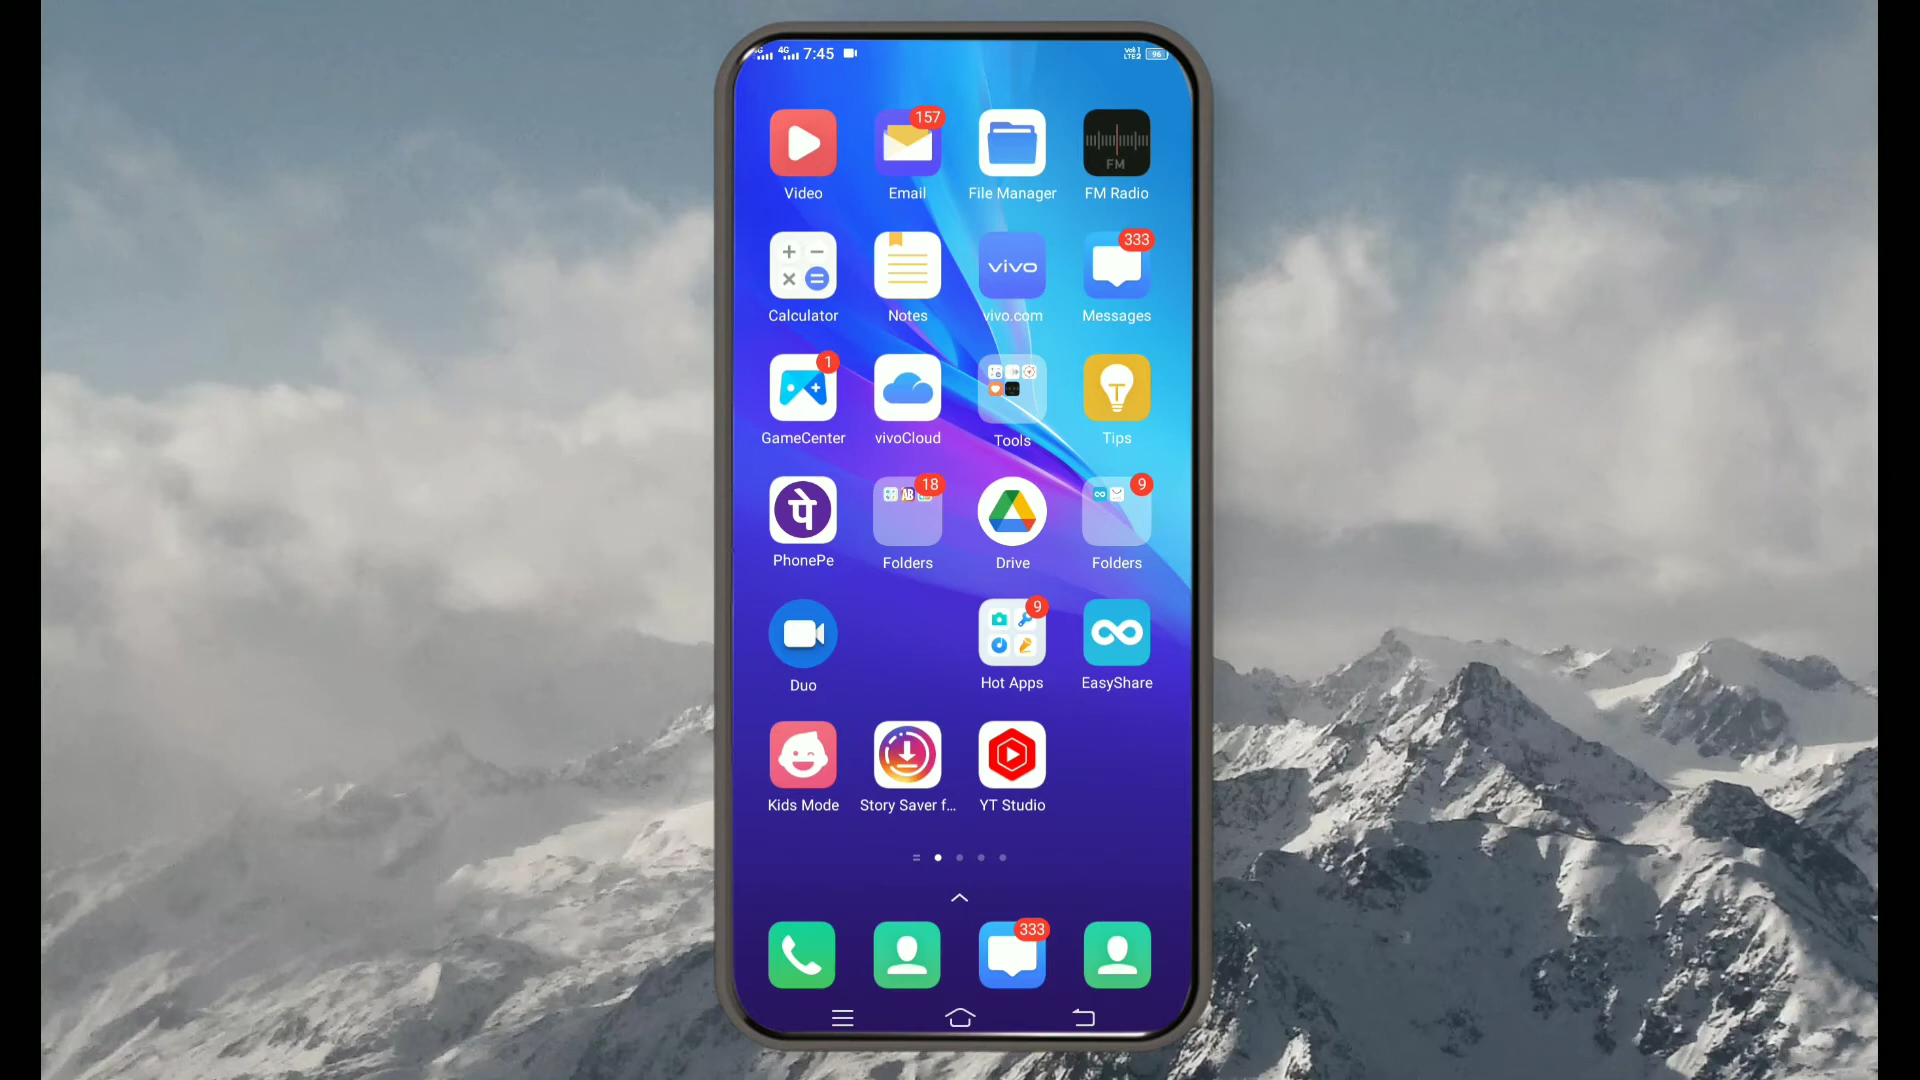 4G 7:45 96
157
Video Email File Manager FM Radio
FM
vivo 333
Calculator Notes vivo.com Messages
1
T
GameCenter vivoCloud Tools Tips
पे 18 9
AB
PhonePe Folders Drive Folders
9
Duo Hot Apps EasyShare
Kids Mode Story Saver f... YT Studio
333